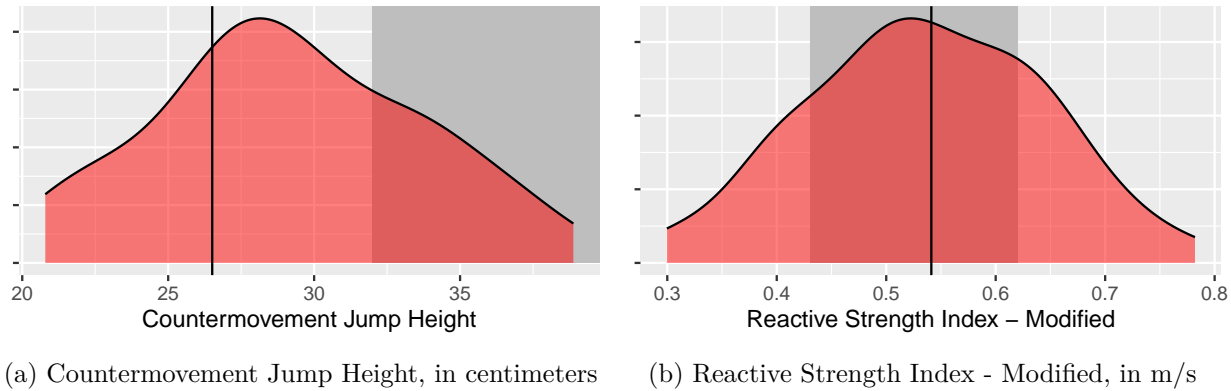 20 25 30 35
Countermovement Jump Height
(a) Countermovement Jump Height, in centimeters
0.3 0.4 0.5 0.6 0.7 0.8
Reactive Strength Index − Modified
(b) Reactive Strength Index - Modified, in m/s